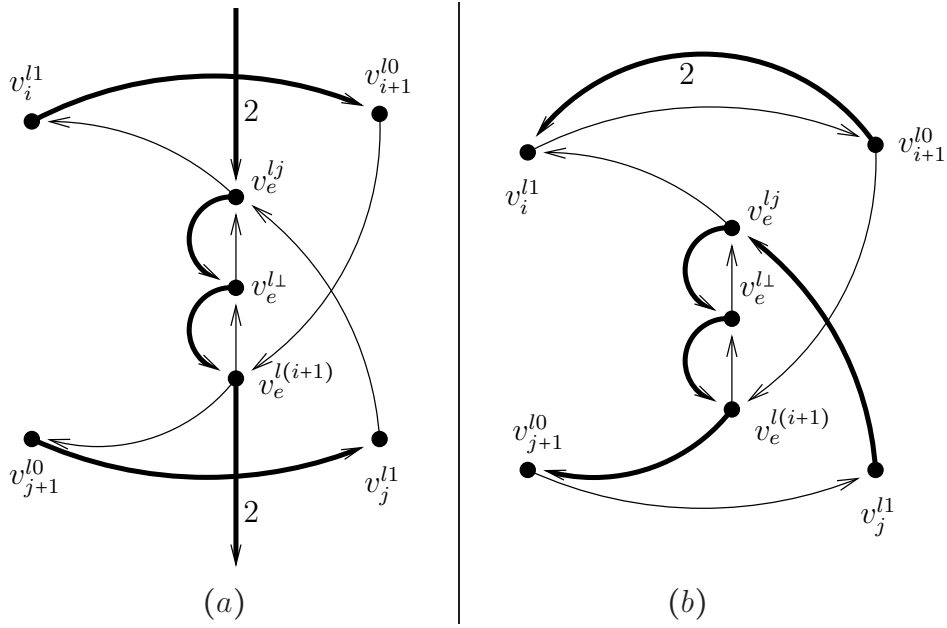 v_i^{l1}
v_{i+1}^{l0}
2
v_e^{lj}
v_e^{l⊥}
v_e^{l(i+1)}
v_{j+1}^{l0}
v_j^{l1}
2
(a)
2
v_i^{l1}
v_{i+1}^{l0}
v_e^{lj}
v_e^{l⊥}
v_e^{l(i+1)}
v_{j+1}^{l0}
v_j^{l1}
(b)